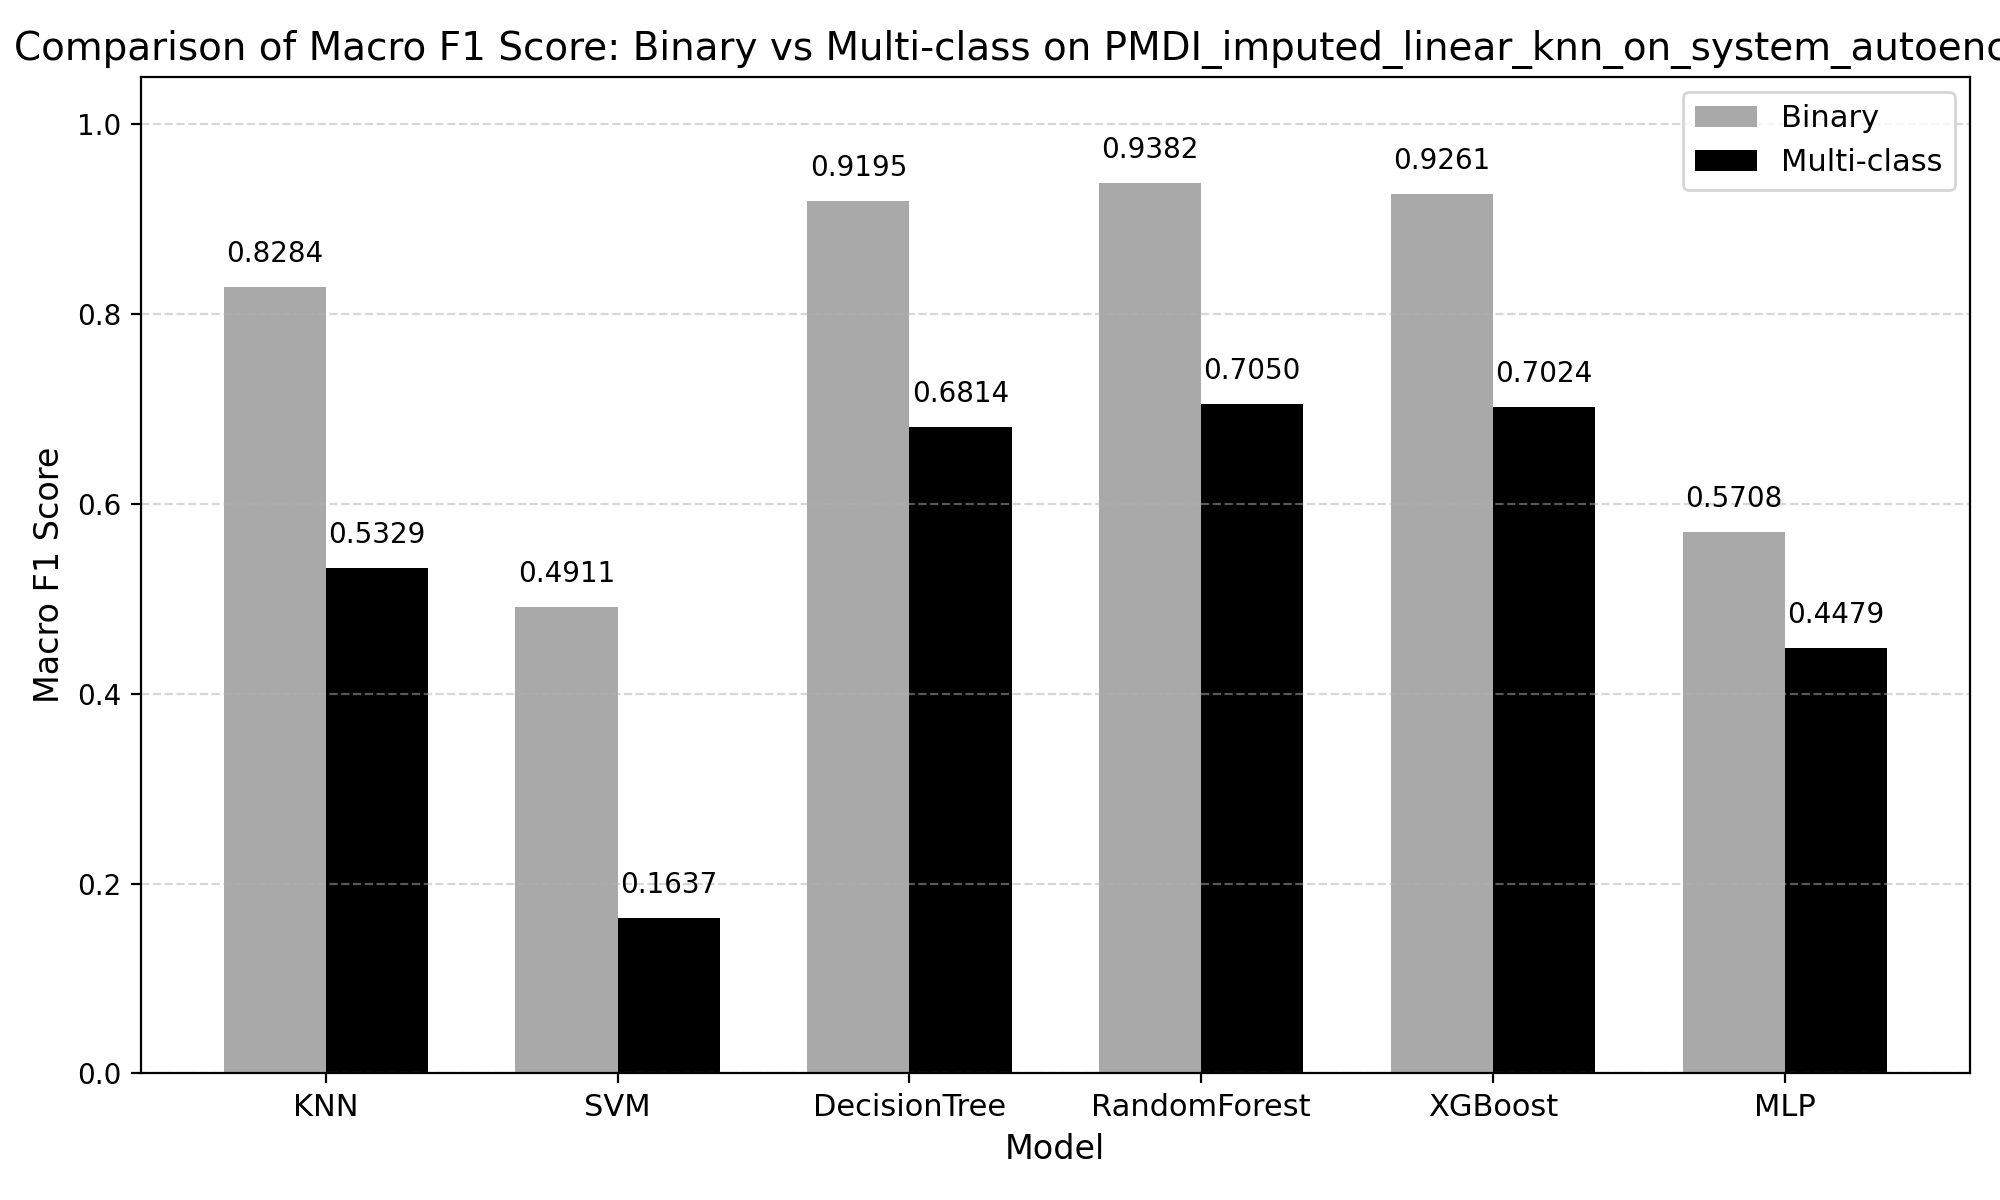 Comparison of Macro F1 Score: Binary vs Multi-class on PMDI_imputed_linear_knn_on_system_autoenc
Binary
Multi-class
1.0
0.8
0.6
0.4
0.2
0.0
Macro F1 Score
0.8284
0.5329
0.4911
0.1637
0.9195
0.6814
0.9382
0.7050
0.9261
0.7024
0.5708
0.4479
KNN
SVM
DecisionTree
RandomForest
XGBoost
MLP
Model